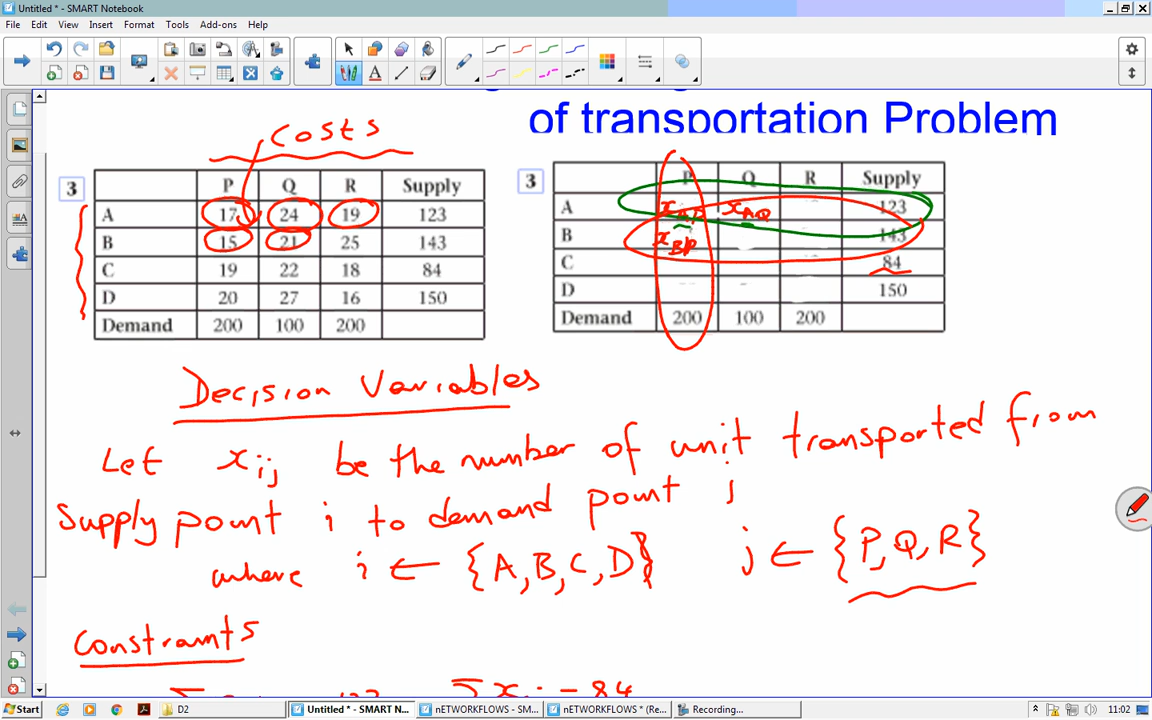 Untitled * - SMART Notebook
File Edit View Insert Format Tools Add-ons Help
of transportation Problem
Costs
3
P Q R Supply
A 17 24 19 123
B 15 21 25 143
C 19 22 18 84
D 20 27 16 150
Demand 200 100 200
3
P Q R Supply
A xAP xAQ 123
B xBP 143
C 84
D 150
Demand 200 100 200
Decision Variables
Let xij be the number of unit transported from
Supply point i to demand point j
where i ∈ {A, B, C, D} j ∈ {P, Q, R}
Constraints
Start D2 Untitled * - SMART N... nETWORKFLOWS - SM... nETWORKFLOWS * (Re... Recording... 11:02